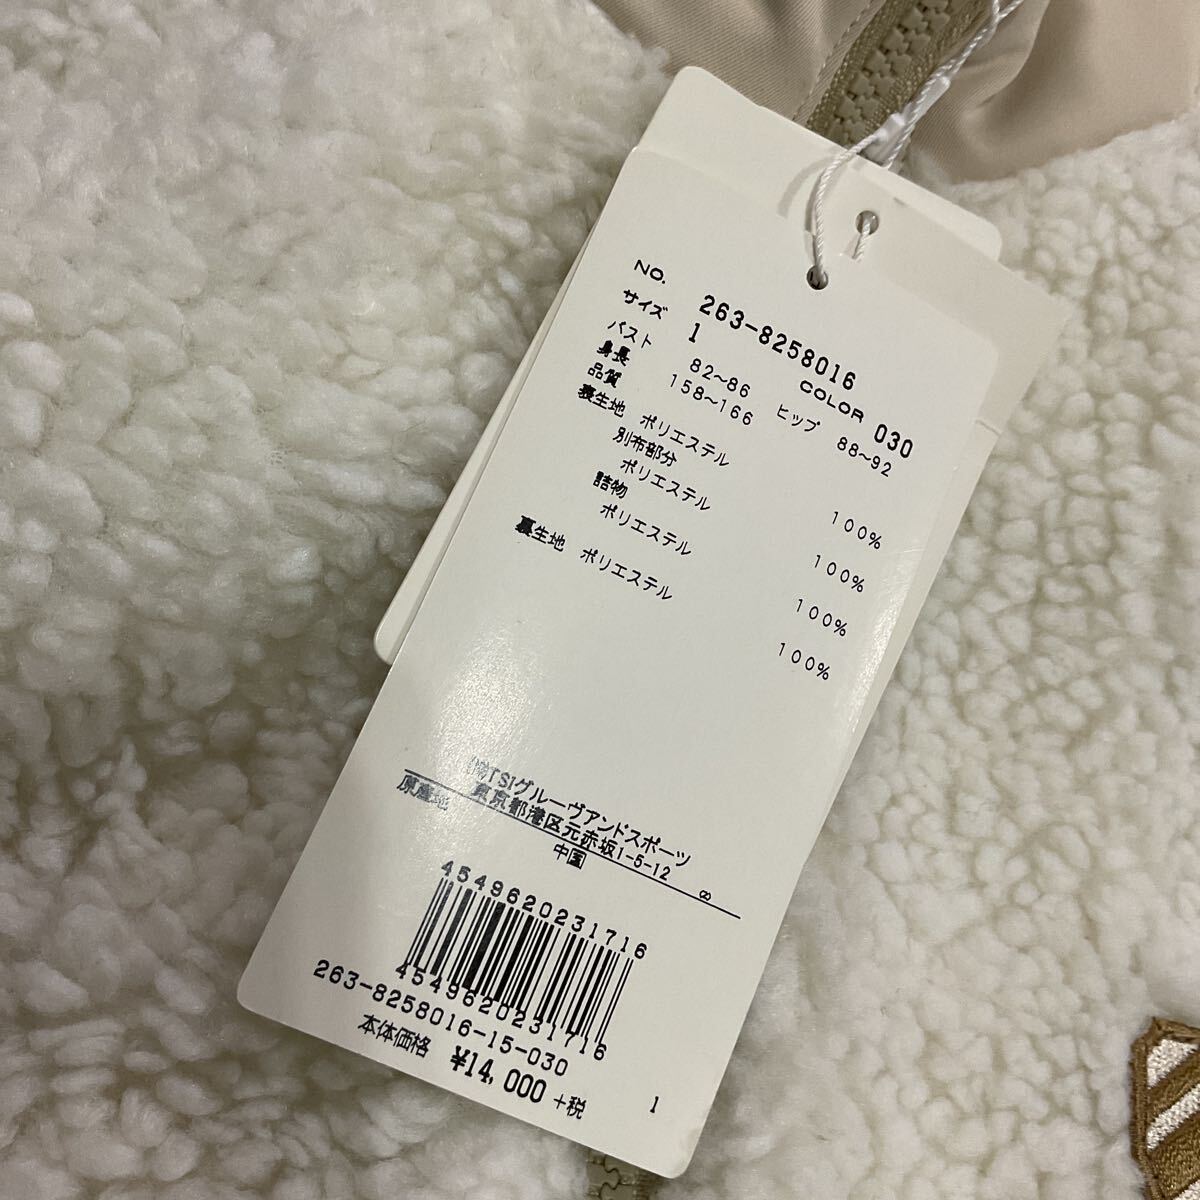 NO. 263-8258016
サイズ 1 COLOR 030
バスト 82~86 ヒップ 88~92
身長 158~166
品質
表生地 ポリエステル 100%
別布部分
ポリエステル 100%
詰物
ポリエステル 100%
裏生地 ポリエステル 100%
㈱TSIグルーヴアンドスポーツ
東京都港区元赤坂1-5-12
原産地 中国 8
4549620231716
4549620231716
263-8258016-15-030
本体価格 ¥14,000 +税 1